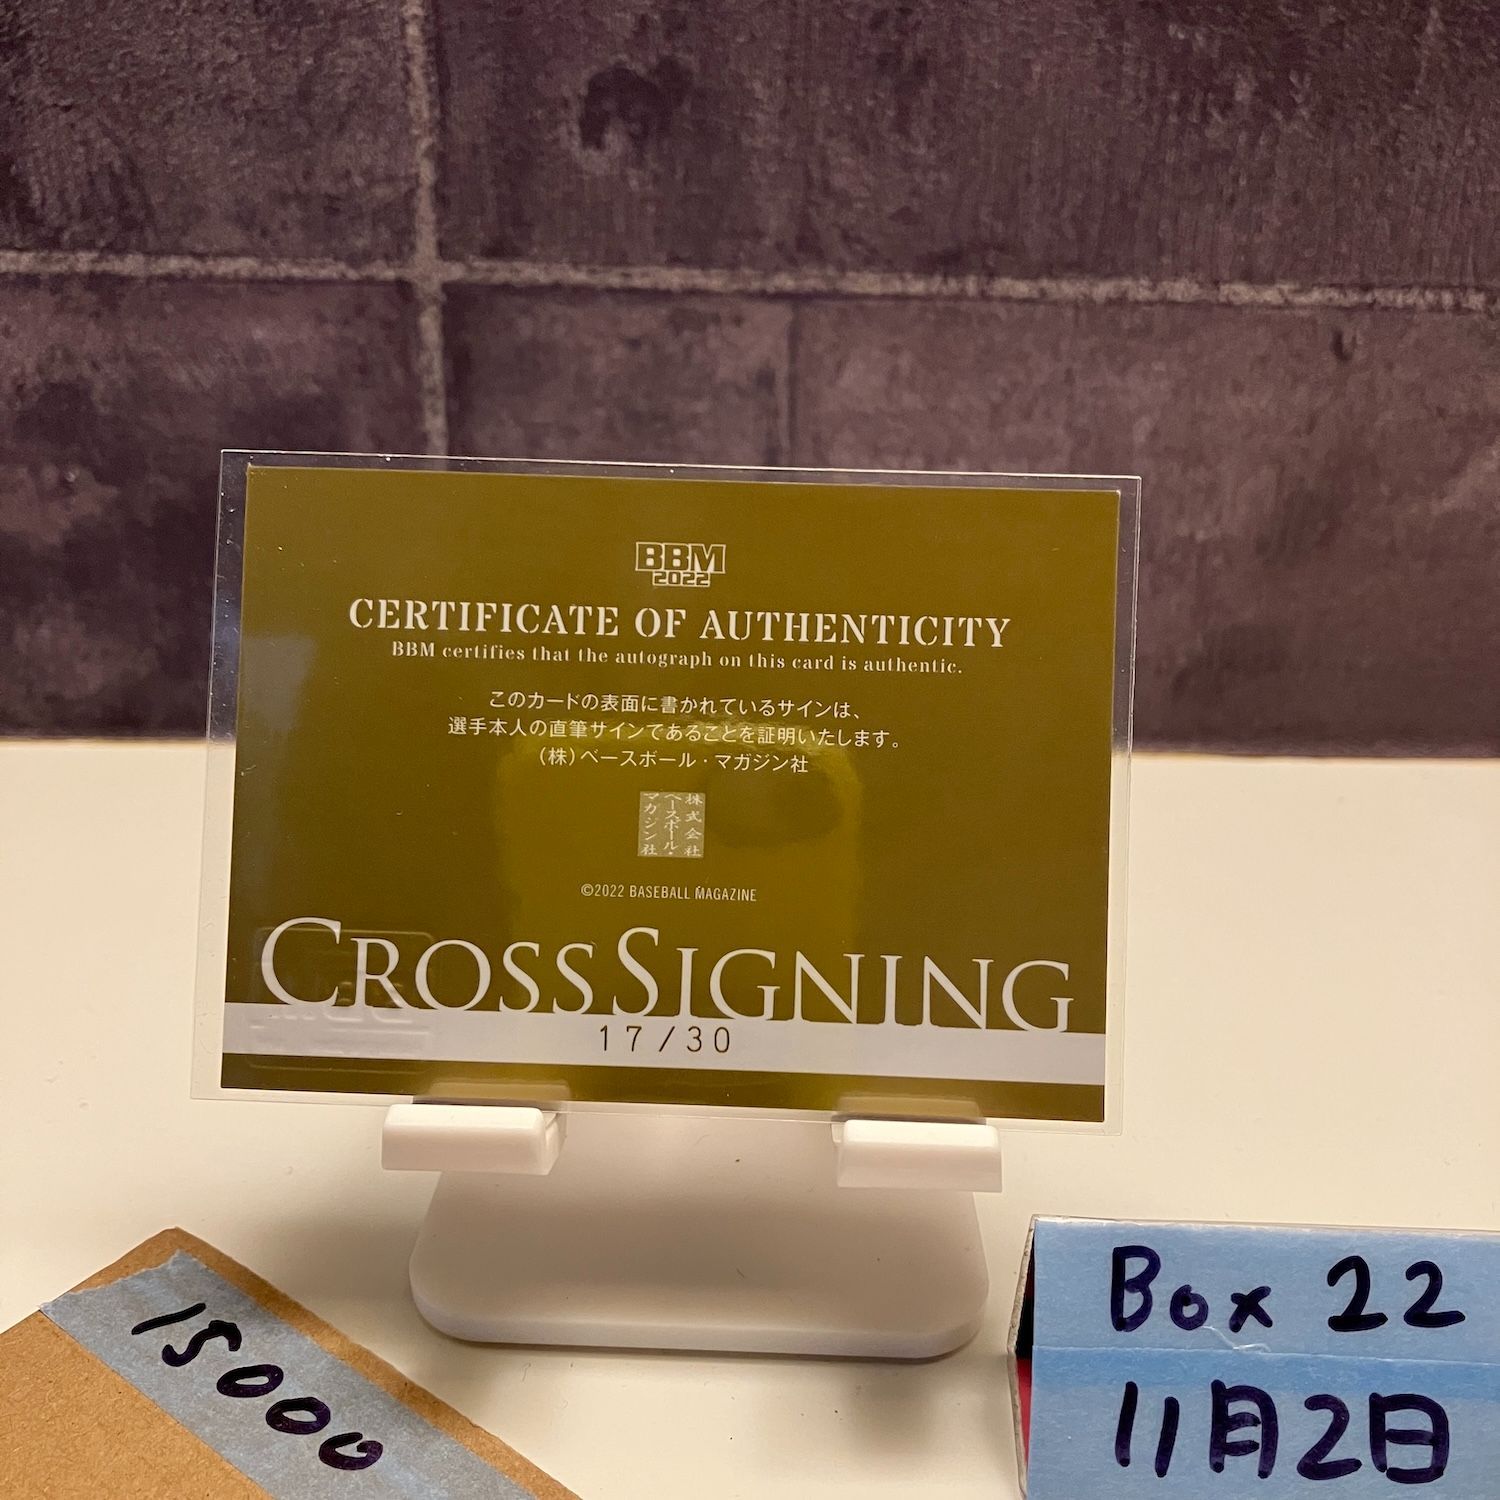 BBM
2022
CERTIFICATE OF AUTHENTICITY
BBM certifies that the autograph on this card is authentic.
このカードの表面に書かれているサインは、
選手本人の直筆サインであることを証明いたします。
（株）ベースボール・マガジン社
株式会社
ベースボール・
マガジン社
©2022 BASEBALL MAGAZINE
CROSSSIGNING
17/30
15000
Box 22
11月2日